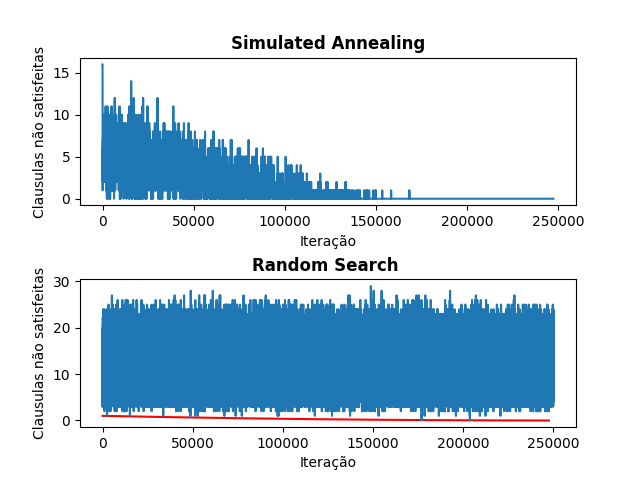 Simulated Annealing
Clausulas não satisfeitas
15
10
5
0
0 50000 100000 150000 200000 250000
Iteração
Random Search
Clausulas não satisfeitas
30
20
10
0
0 50000 100000 150000 200000 250000
Iteração